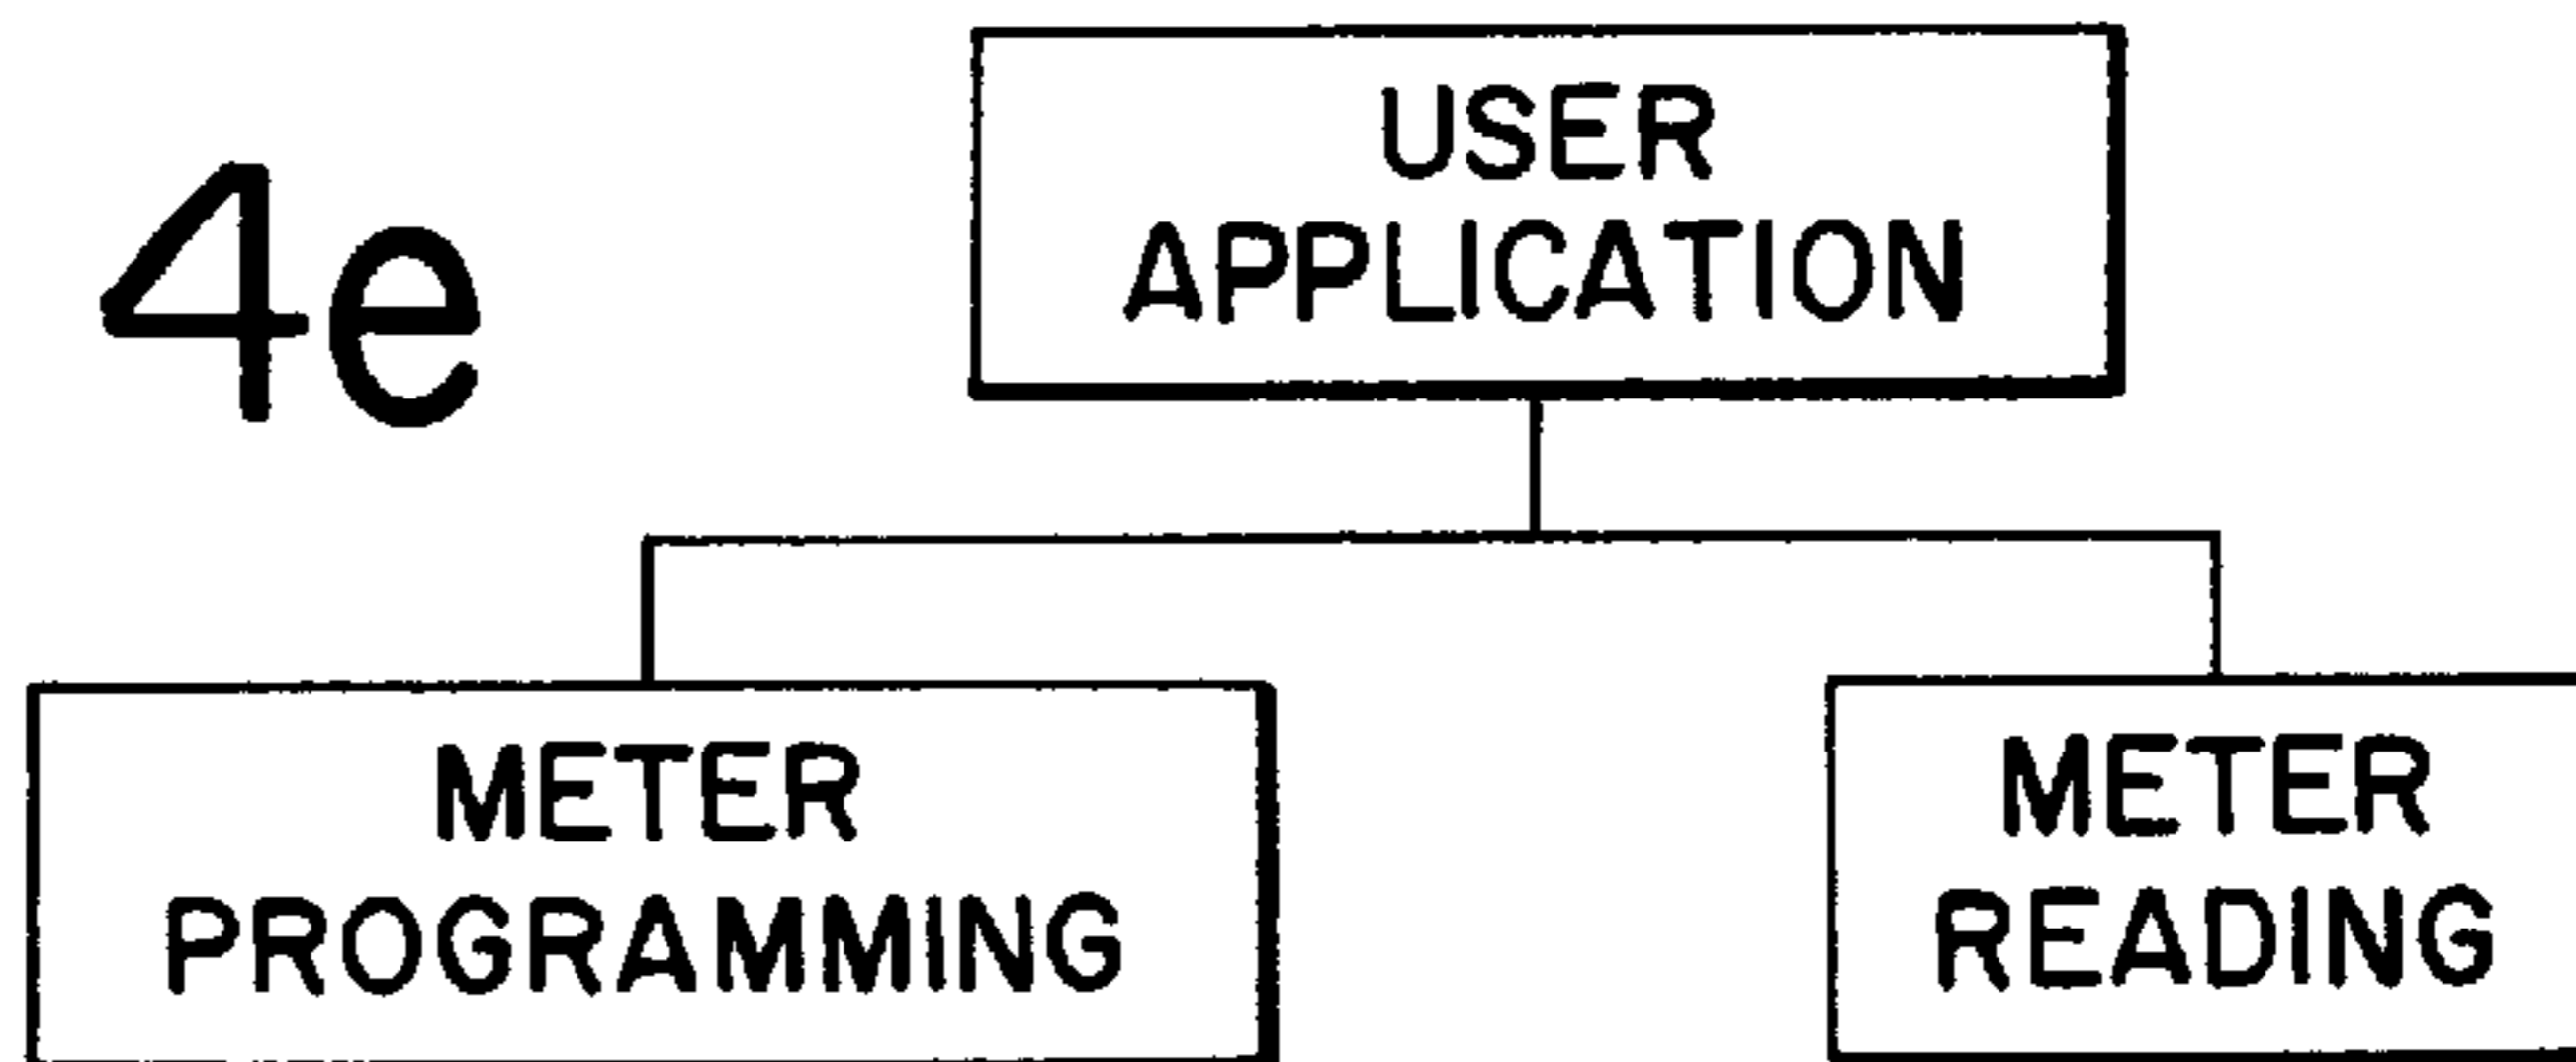 4e
USER
APPLICATION
METER
PROGRAMMING
METER
READING